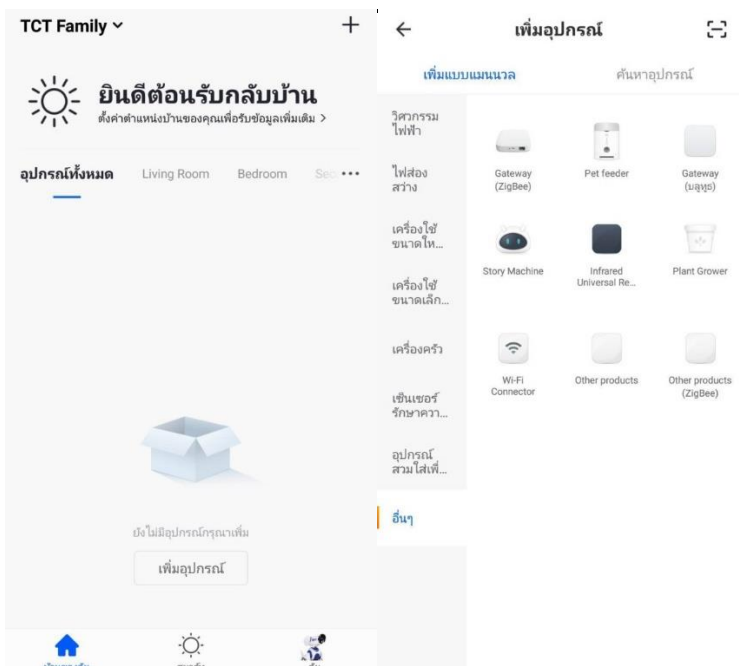 TCT Family
ยินดีต้อนรับกลับบ้าน
ตั้งค่าตำแหน่งบ้านของคุณเพื่อรับข้อมูลเพิ่มเติม >
อุปกรณ์ทั้งหมด Living Room Bedroom Sec •••
ยังไม่มีอุปกรณ์กรุณาเพิ่ม
เพิ่มอุปกรณ์
เพิ่มอุปกรณ์
เพิ่มแบบแมนนวล ค้นหาอุปกรณ์
วิศวกรรม
ไฟฟ้า
ไฟส่อง
สว่าง
เครื่องใช้
ขนาดให...
เครื่องใช้
ขนาดเล็ก...
เครื่องครัว
เซ็นเซอร์
รักษาควา...
อุปกรณ์
สวมใส่เพื่...
อื่นๆ
Gateway
(ZigBee)
Pet feeder
Gateway
(บลูทูธ)
Story Machine
Infrared
Universal Re...
Plant Grower
Wi-Fi
Connector
Other products
Other products
(ZigBee)